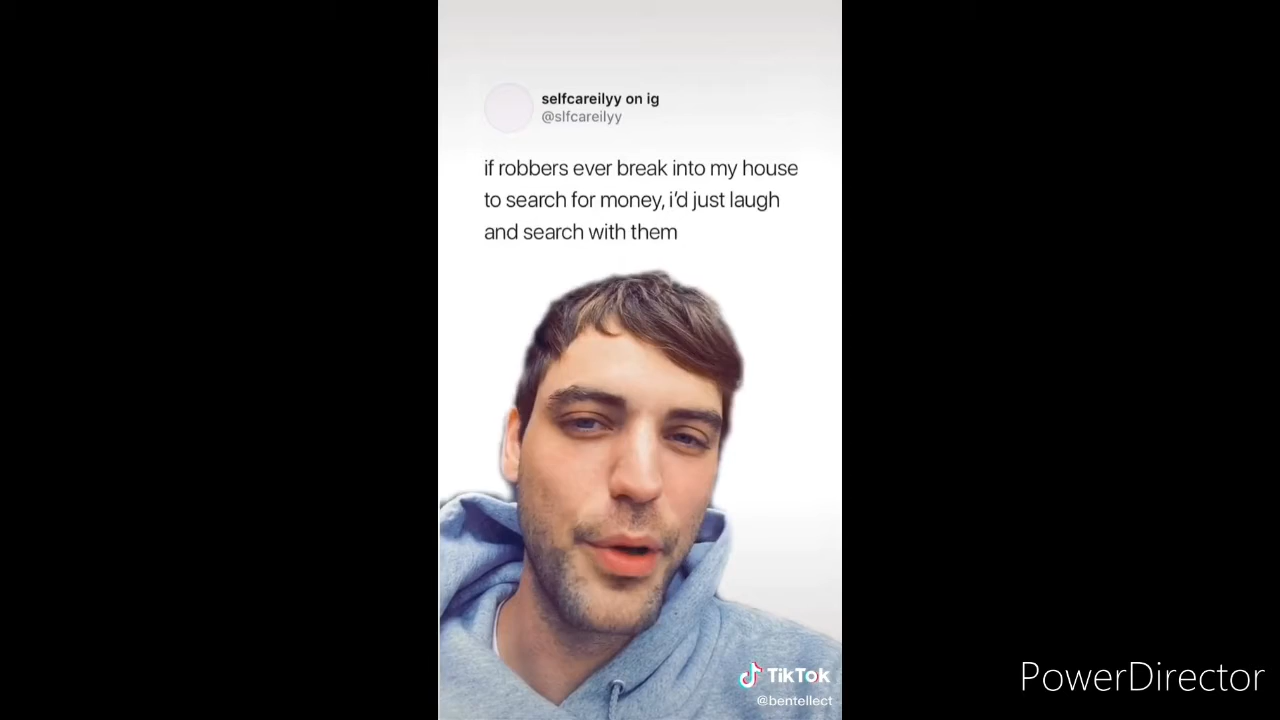 selfcareilyy on ig
@slfcareilyy
if robbers ever break into my house
to search for money, i'd just laugh
and search with them
TikTok
@bentellect
PowerDirector